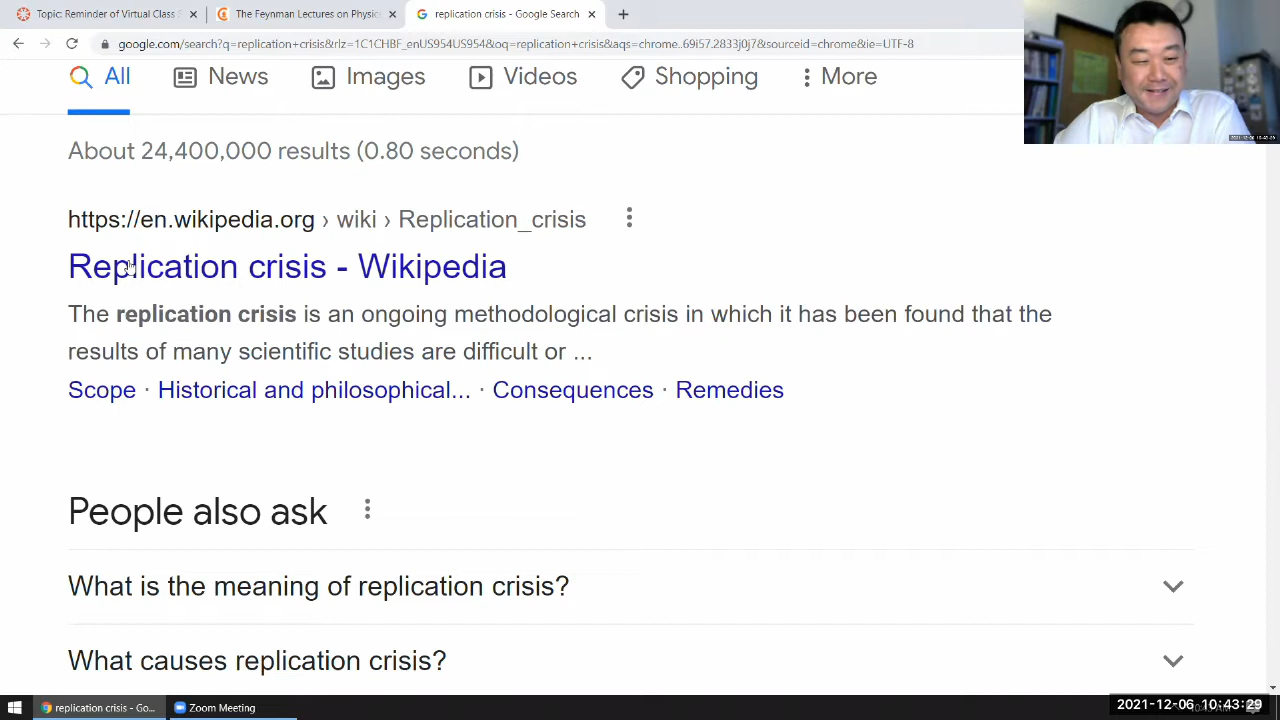 Topic: Reminder of Virtual Class S
The Feynman Lectures on Physics
replication crisis - Google Search
google.com/search?q=replication+crisis&rlz=1C1CHBF_enUS954US954&oq=replication+crisis&aqs=chrome..69i57.2833j0j7&sourceid=chrome&ie=UTF-8
All
News
Images
Videos
Shopping
More
About 24,400,000 results (0.80 seconds)
https://en.wikipedia.org › wiki › Replication_crisis
Replication crisis - Wikipedia
The replication crisis is an ongoing methodological crisis in which it has been found that the
results of many scientific studies are difficult or ...
Scope · Historical and philosophical... · Consequences · Remedies
People also ask
What is the meaning of replication crisis?
What causes replication crisis?
replication crisis - Go...
Zoom Meeting
2021-12-06 10:43:29